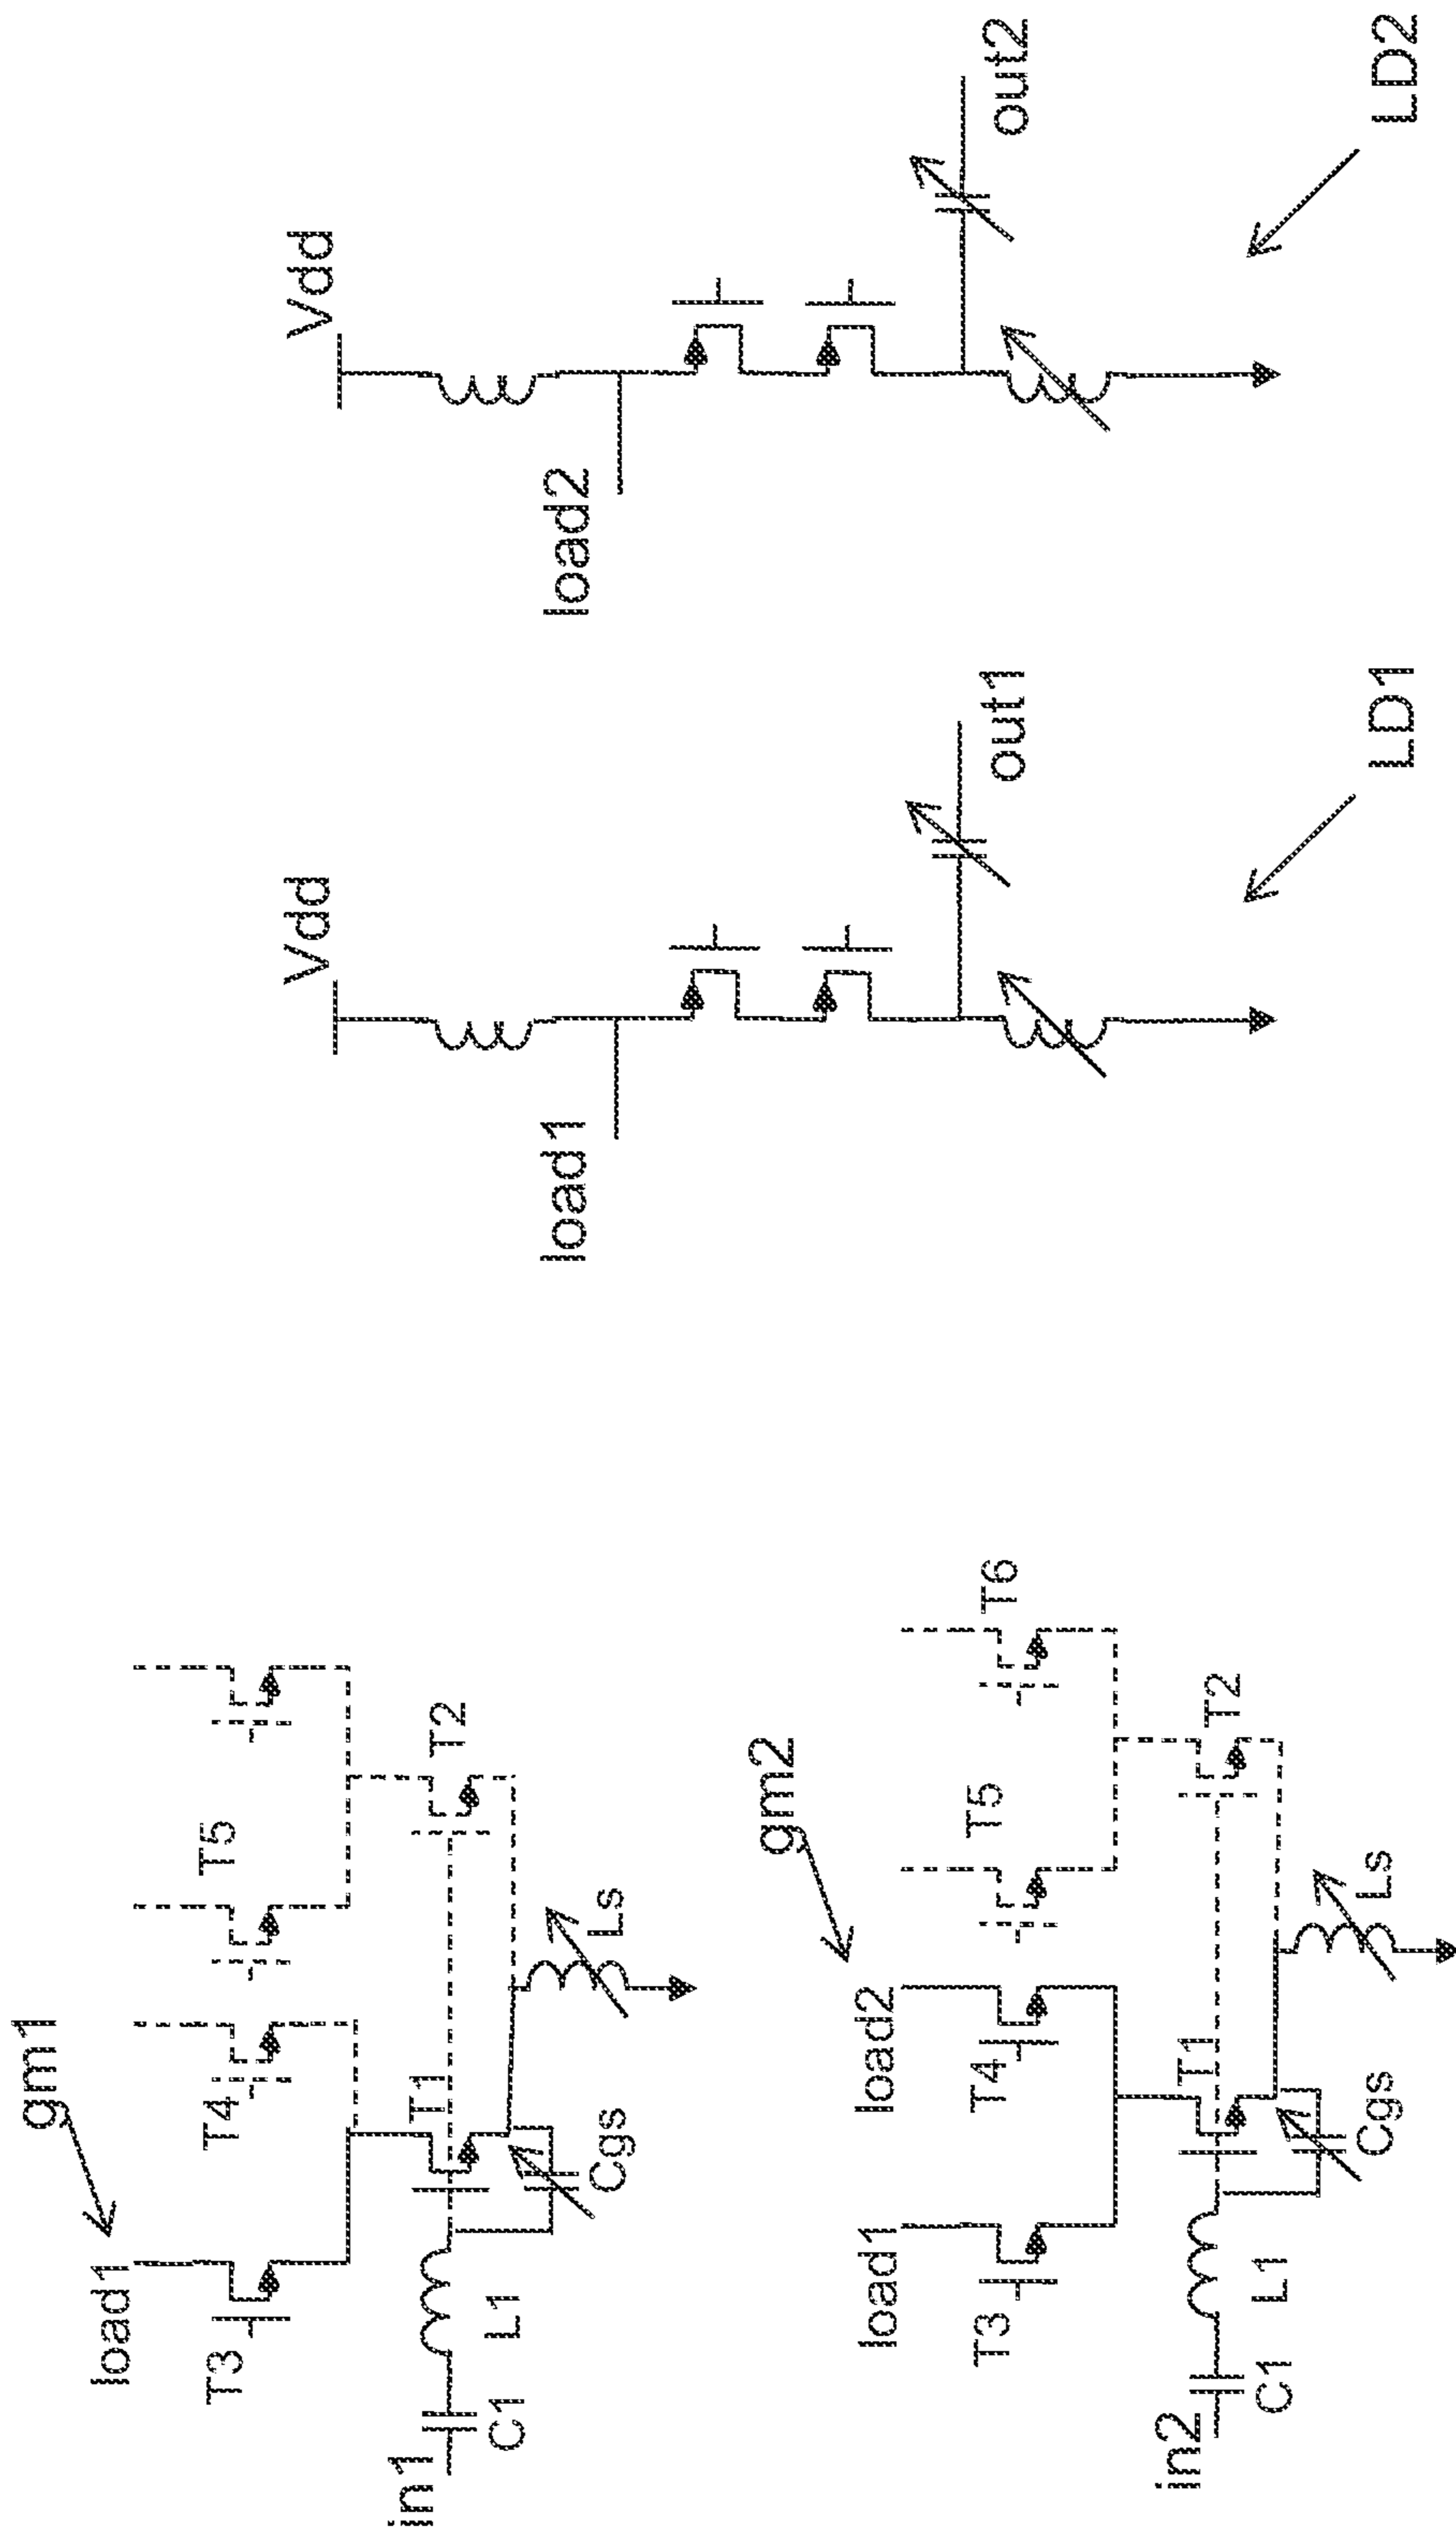 gm1
load1
T3
T4
T5
in1
C1
L1
T1
T2
Cgs
Ls
gm2
load1
load2
T3
T4
T5
T6
in2
C1
L1
T1
T2
Cgs
Ls
Vdd
load1
out1
LD1
Vdd
load2
out2
LD2